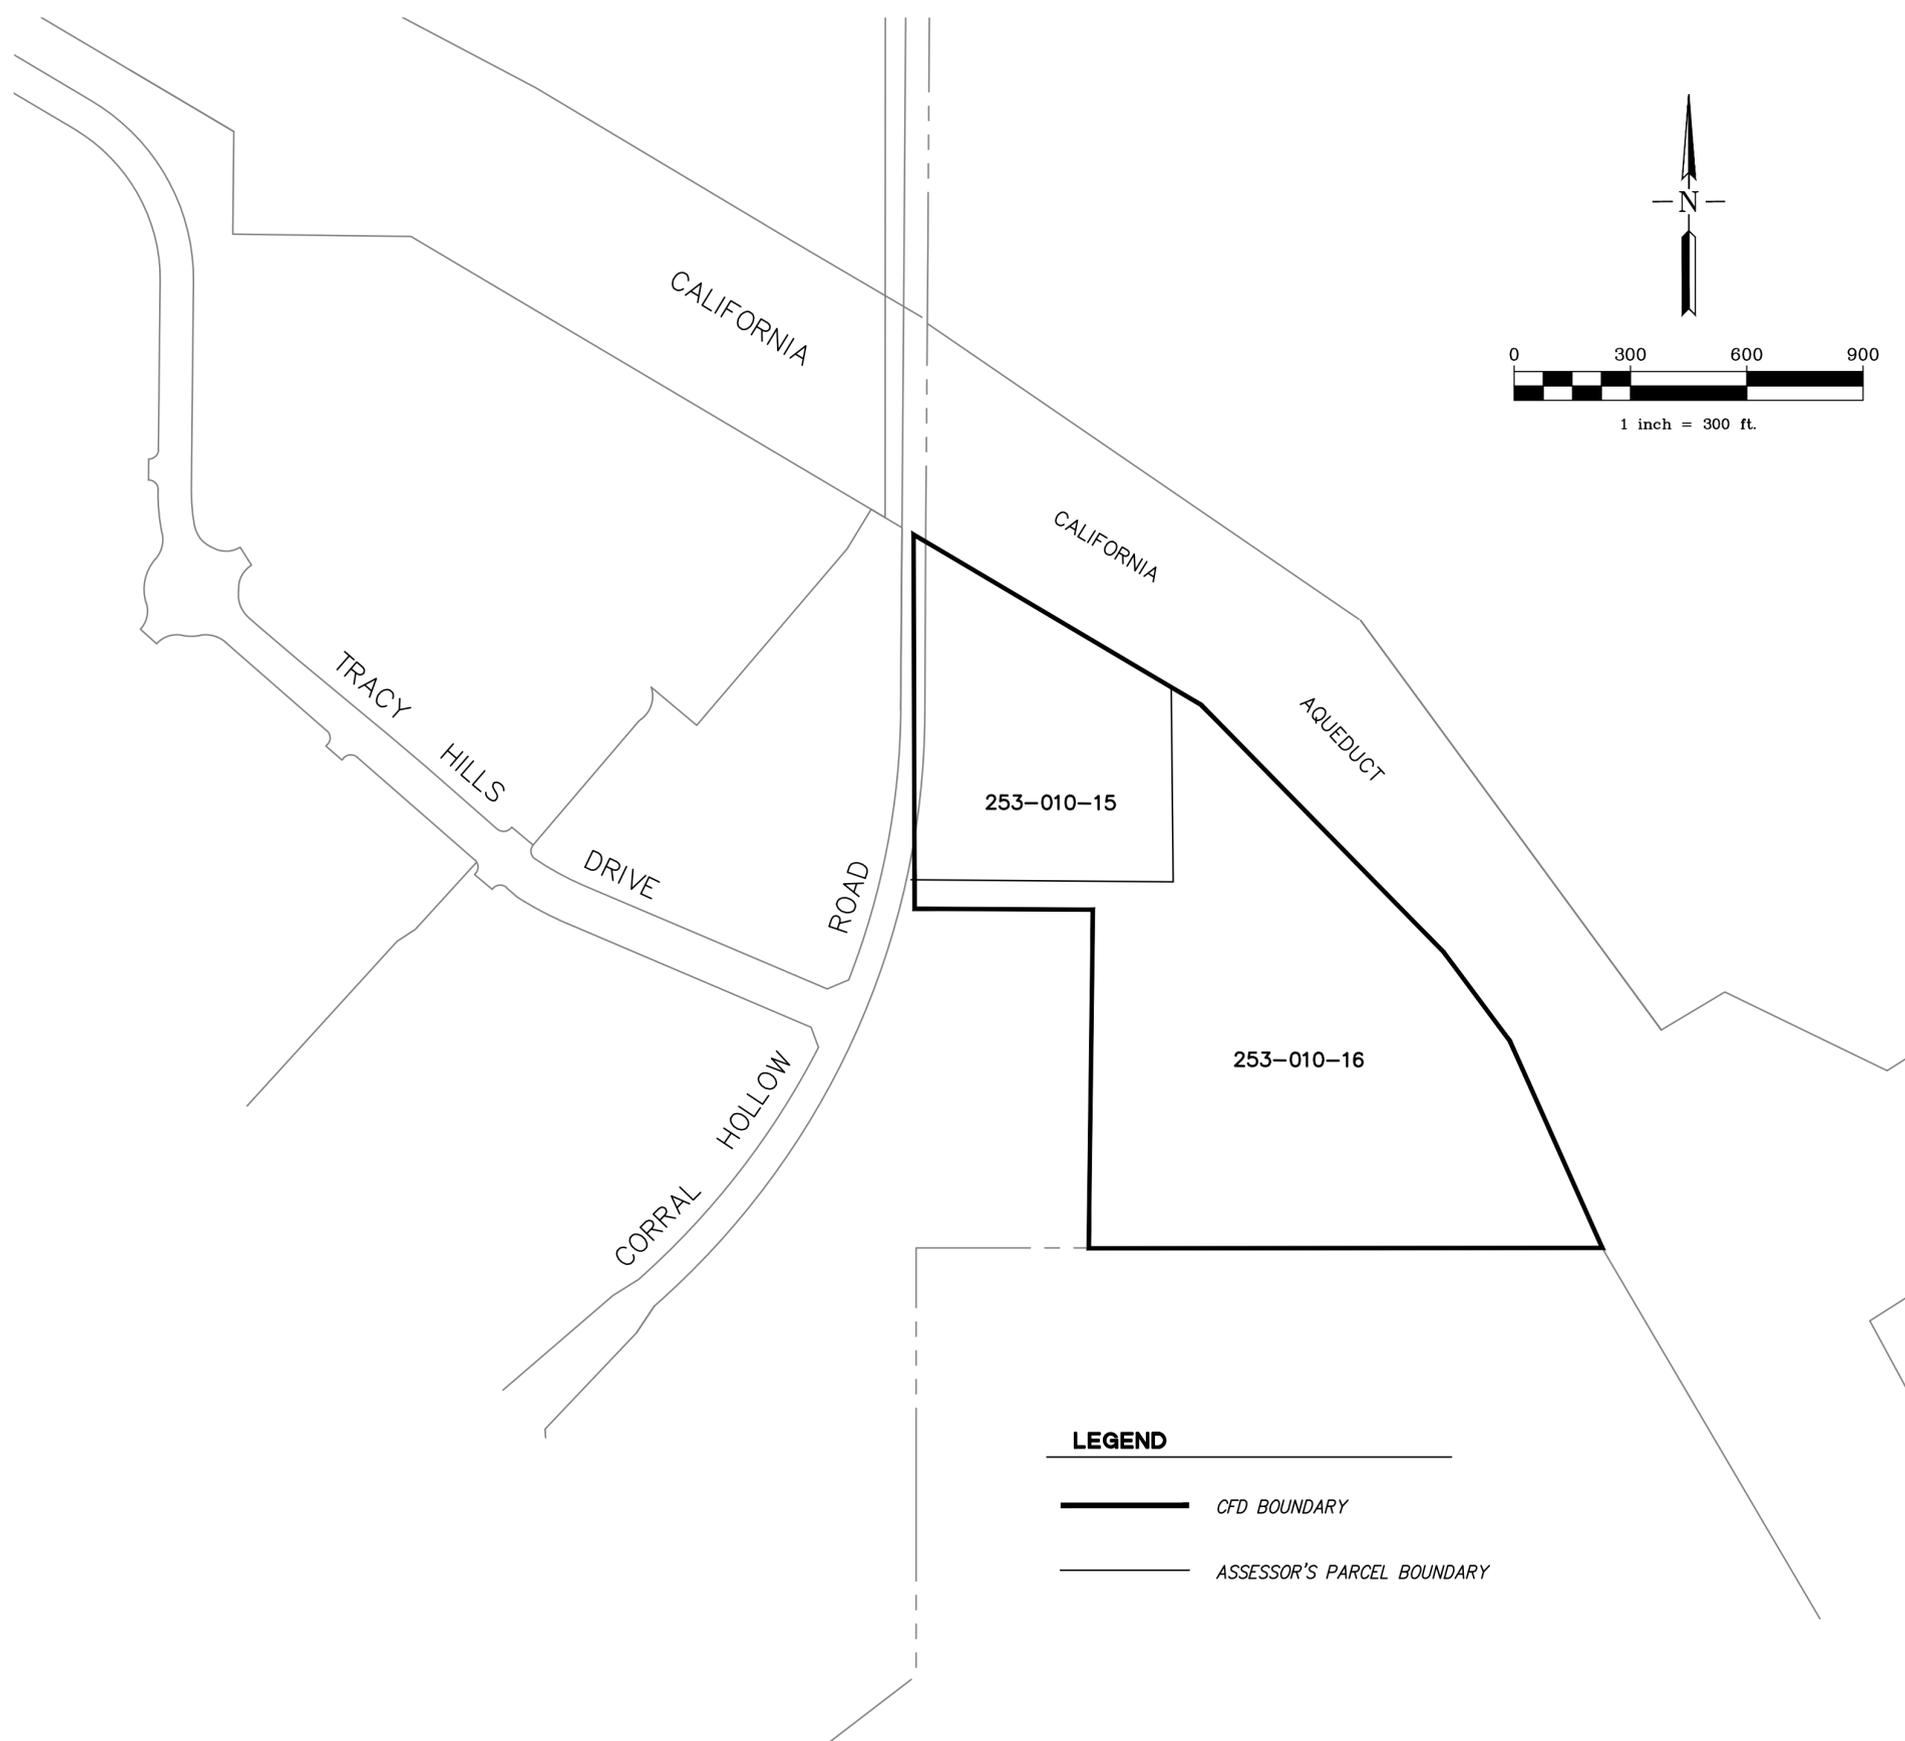 N
0 300 600 900
1 inch = 300 ft.
CALIFORNIA
CALIFORNIA
AQUEDUCT
TRACY
HILLS
DRIVE
253-010-15
ROAD
HOLLOW
CORRAL
253-010-16
LEGEND
CFD BOUNDARY
ASSESSOR'S PARCEL BOUNDARY